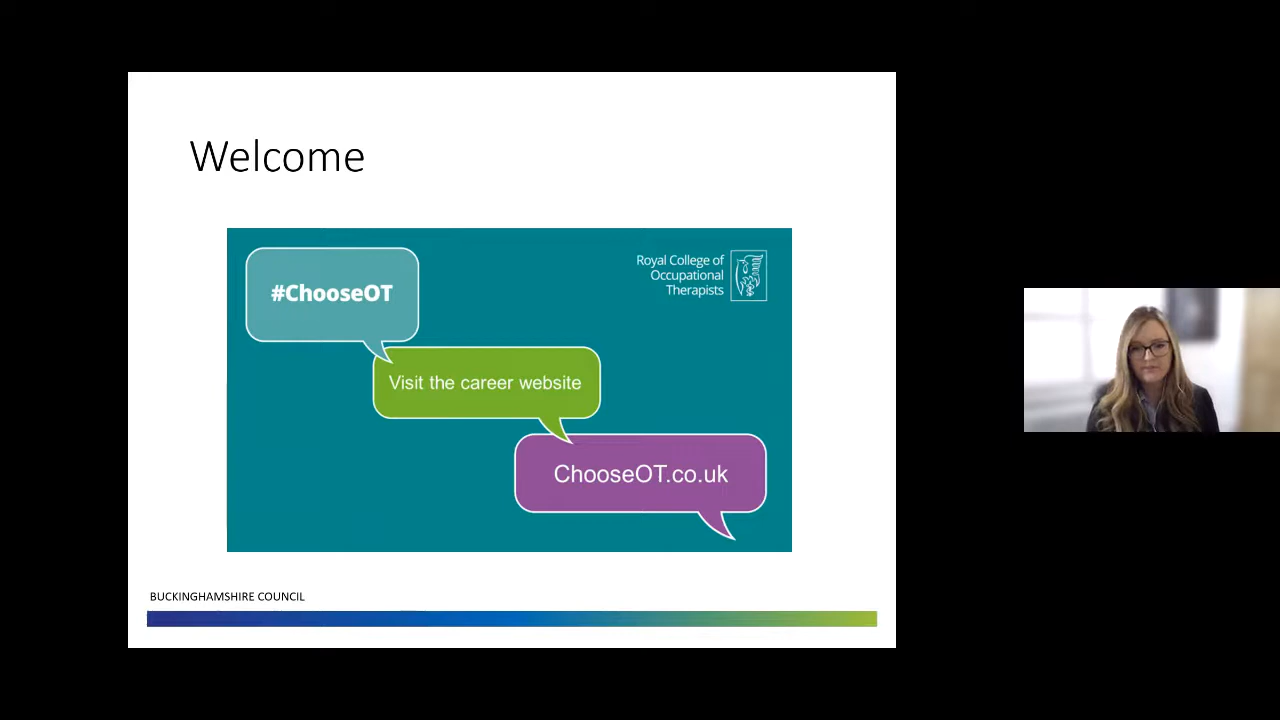 Welcome
#ChooseOT
Royal College of
Occupational
Therapists
Visit the career website
ChooseOT.co.uk
BUCKINGHAMSHIRE COUNCIL